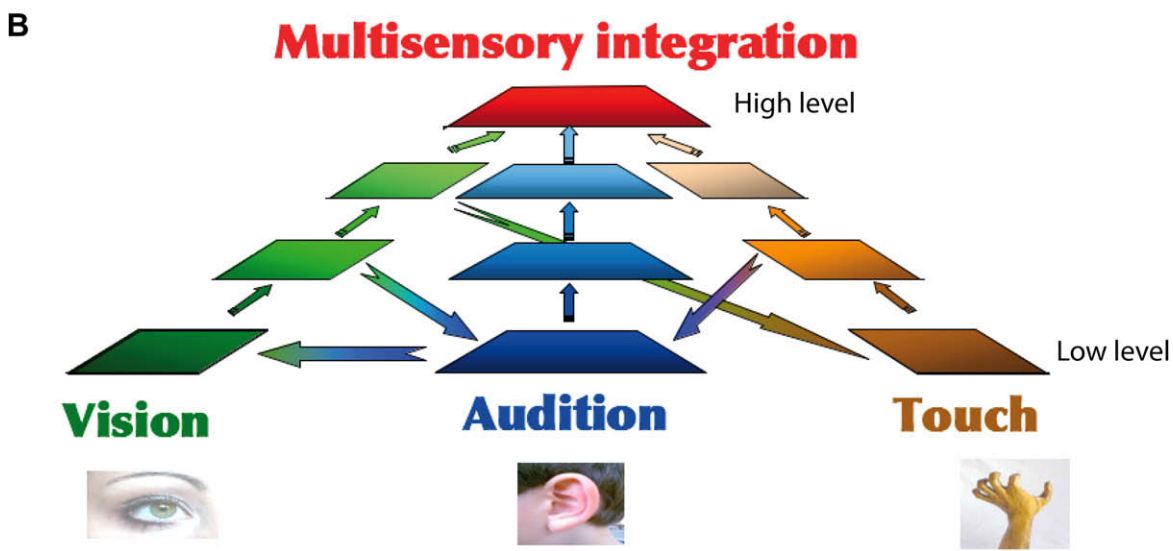 B
Multisensory integration
High level
Low level
Vision
Audition
Touch